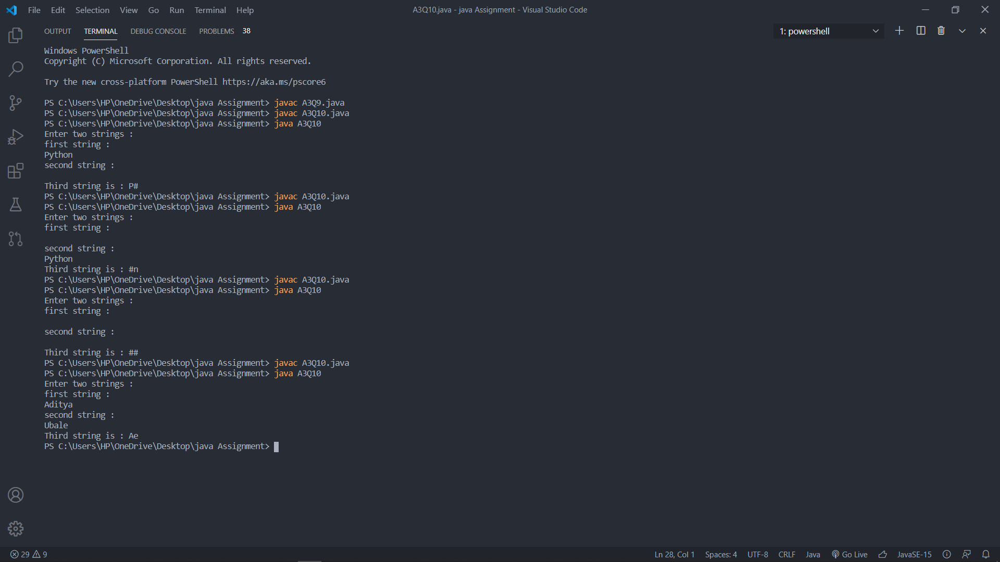 File Edit Selection View Go Run Terminal Help
A3Q10.java - java Assignment - Visual Studio Code
OUTPUT TERMINAL DEBUG CONSOLE PROBLEMS 38
1: powershell
Windows PowerShell
Copyright (C) Microsoft Corporation. All rights reserved.
Try the new cross-platform PowerShell https://aka.ms/pscore6
PS C:\Users\HP\OneDrive\Desktop\java Assignment> javac A3Q9.java
PS C:\Users\HP\OneDrive\Desktop\java Assignment> javac A3Q10.java
PS C:\Users\HP\OneDrive\Desktop\java Assignment> java A3Q10
Enter two strings :
first string :
Python
second string :
Third string is : P#
PS C:\Users\HP\OneDrive\Desktop\java Assignment> javac A3Q10.java
PS C:\Users\HP\OneDrive\Desktop\java Assignment> java A3Q10
Enter two strings :
first string :
second string :
Python
Third string is : #n
PS C:\Users\HP\OneDrive\Desktop\java Assignment> javac A3Q10.java
PS C:\Users\HP\OneDrive\Desktop\java Assignment> java A3Q10
Enter two strings :
first string :
second string :
Third string is : ##
PS C:\Users\HP\OneDrive\Desktop\java Assignment> javac A3Q10.java
PS C:\Users\HP\OneDrive\Desktop\java Assignment> java A3Q10
Enter two strings :
first string :
Aditya
second string :
Ubale
Third string is : Ae
PS C:\Users\HP\OneDrive\Desktop\java Assignment>
29 9
Ln 28, Col 1 Spaces: 4 UTF-8 CRLF Java Go Live JavaSE-15